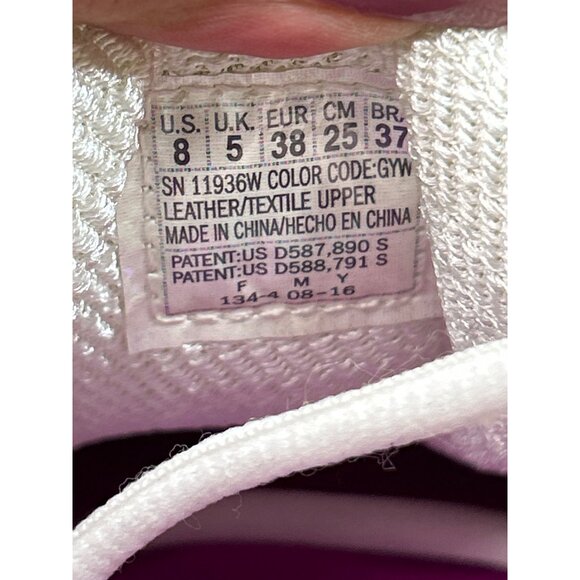 U.S. U.K. EUR CM BR.
8 5 38 25 37
SN 11936W COLOR CODE:GYW
LEATHER/TEXTILE UPPER
MADE IN CHINA/HECHO EN CHINA
PATENT:US D587,890 S
PATENT:US D588,791 S
F M Y
134-4 08-16